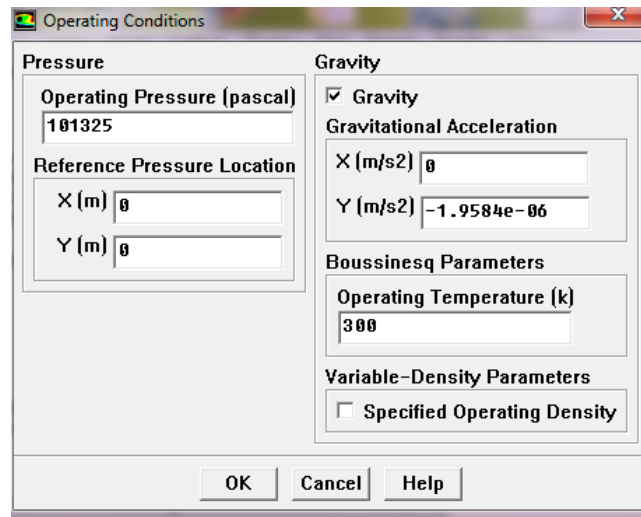 Operating Conditions
Pressure
Operating Pressure (pascal)
101325
Reference Pressure Location
X (m) 0
Y (m) 0
Gravity
Gravity
Gravitational Acceleration
X (m/s2) 0
Y (m/s2) -1.9584e-06
Boussinesq Parameters
Operating Temperature (k)
300
Variable-Density Parameters
Specified Operating Density
OK Cancel Help